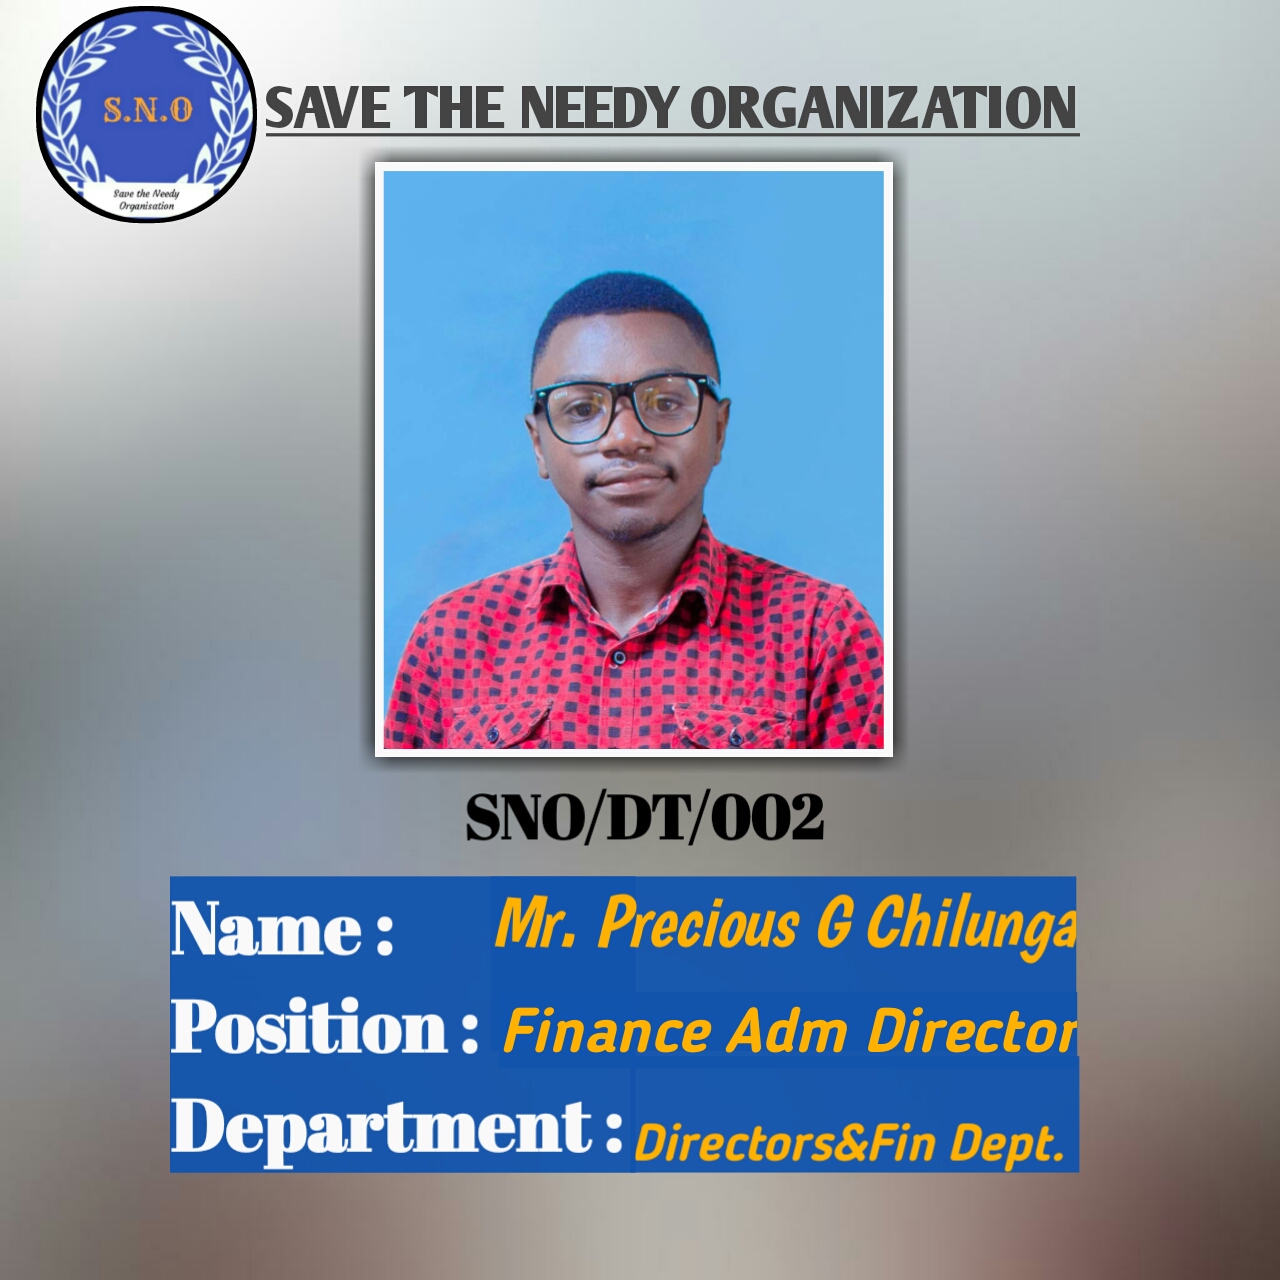 S.N.O
Save the Needy
Organisation
SAVE THE NEEDY ORGANIZATION
SNO/DT/002
Name : Mr. Precious G Chilunga
Position : Finance Adm Director
Department : Directors&Fin Dept.